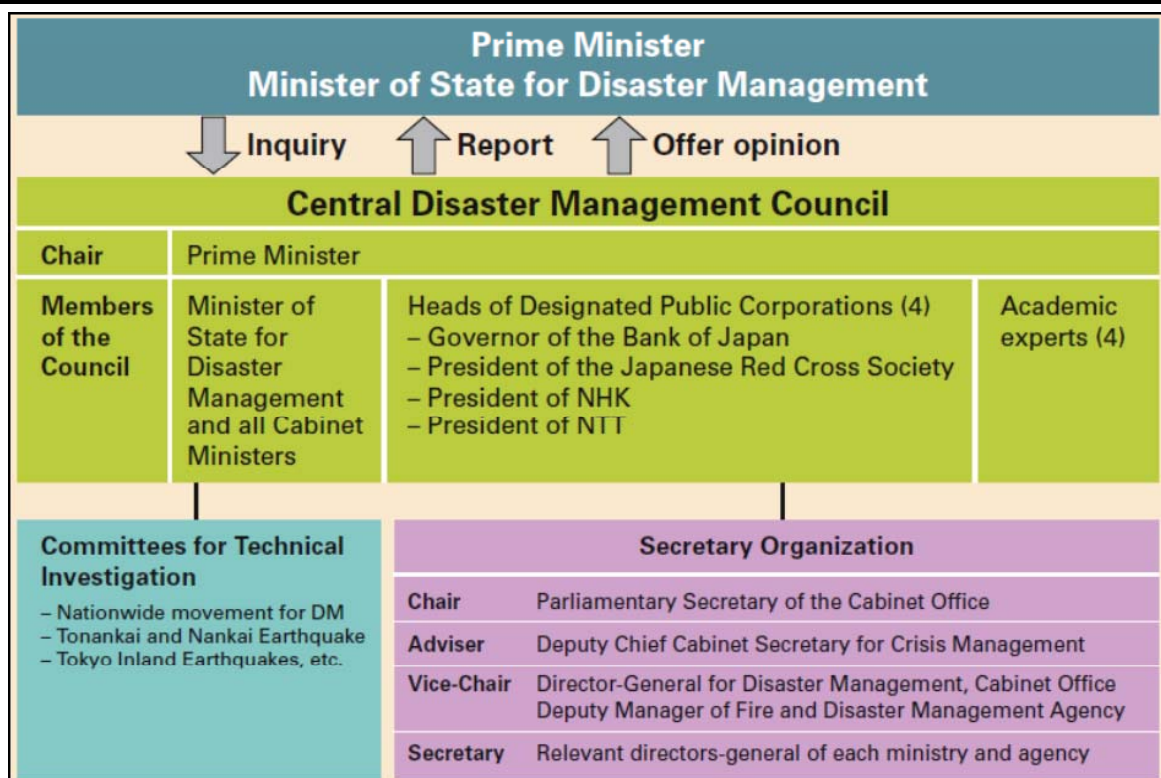 Prime Minister
Minister of State for Disaster Management
Inquiry
Report
Offer opinion
Central Disaster Management Council
Chair
Prime Minister
Members
of the
Council
Minister of
State for
Disaster
Management
and all Cabinet
Ministers
Heads of Designated Public Corporations (4)
– Governor of the Bank of Japan
– President of the Japanese Red Cross Society
– President of NHK
– President of NTT
Academic
experts (4)
Committees for Technical
Investigation
– Nationwide movement for DM
– Tonankai and Nankai Earthquake
– Tokyo Inland Earthquakes, etc.
Secretary Organization
Chair
Parliamentary Secretary of the Cabinet Office
Adviser
Deputy Chief Cabinet Secretary for Crisis Management
Vice-Chair
Director-General for Disaster Management, Cabinet Office
Deputy Manager of Fire and Disaster Management Agency
Secretary
Relevant directors-general of each ministry and agency